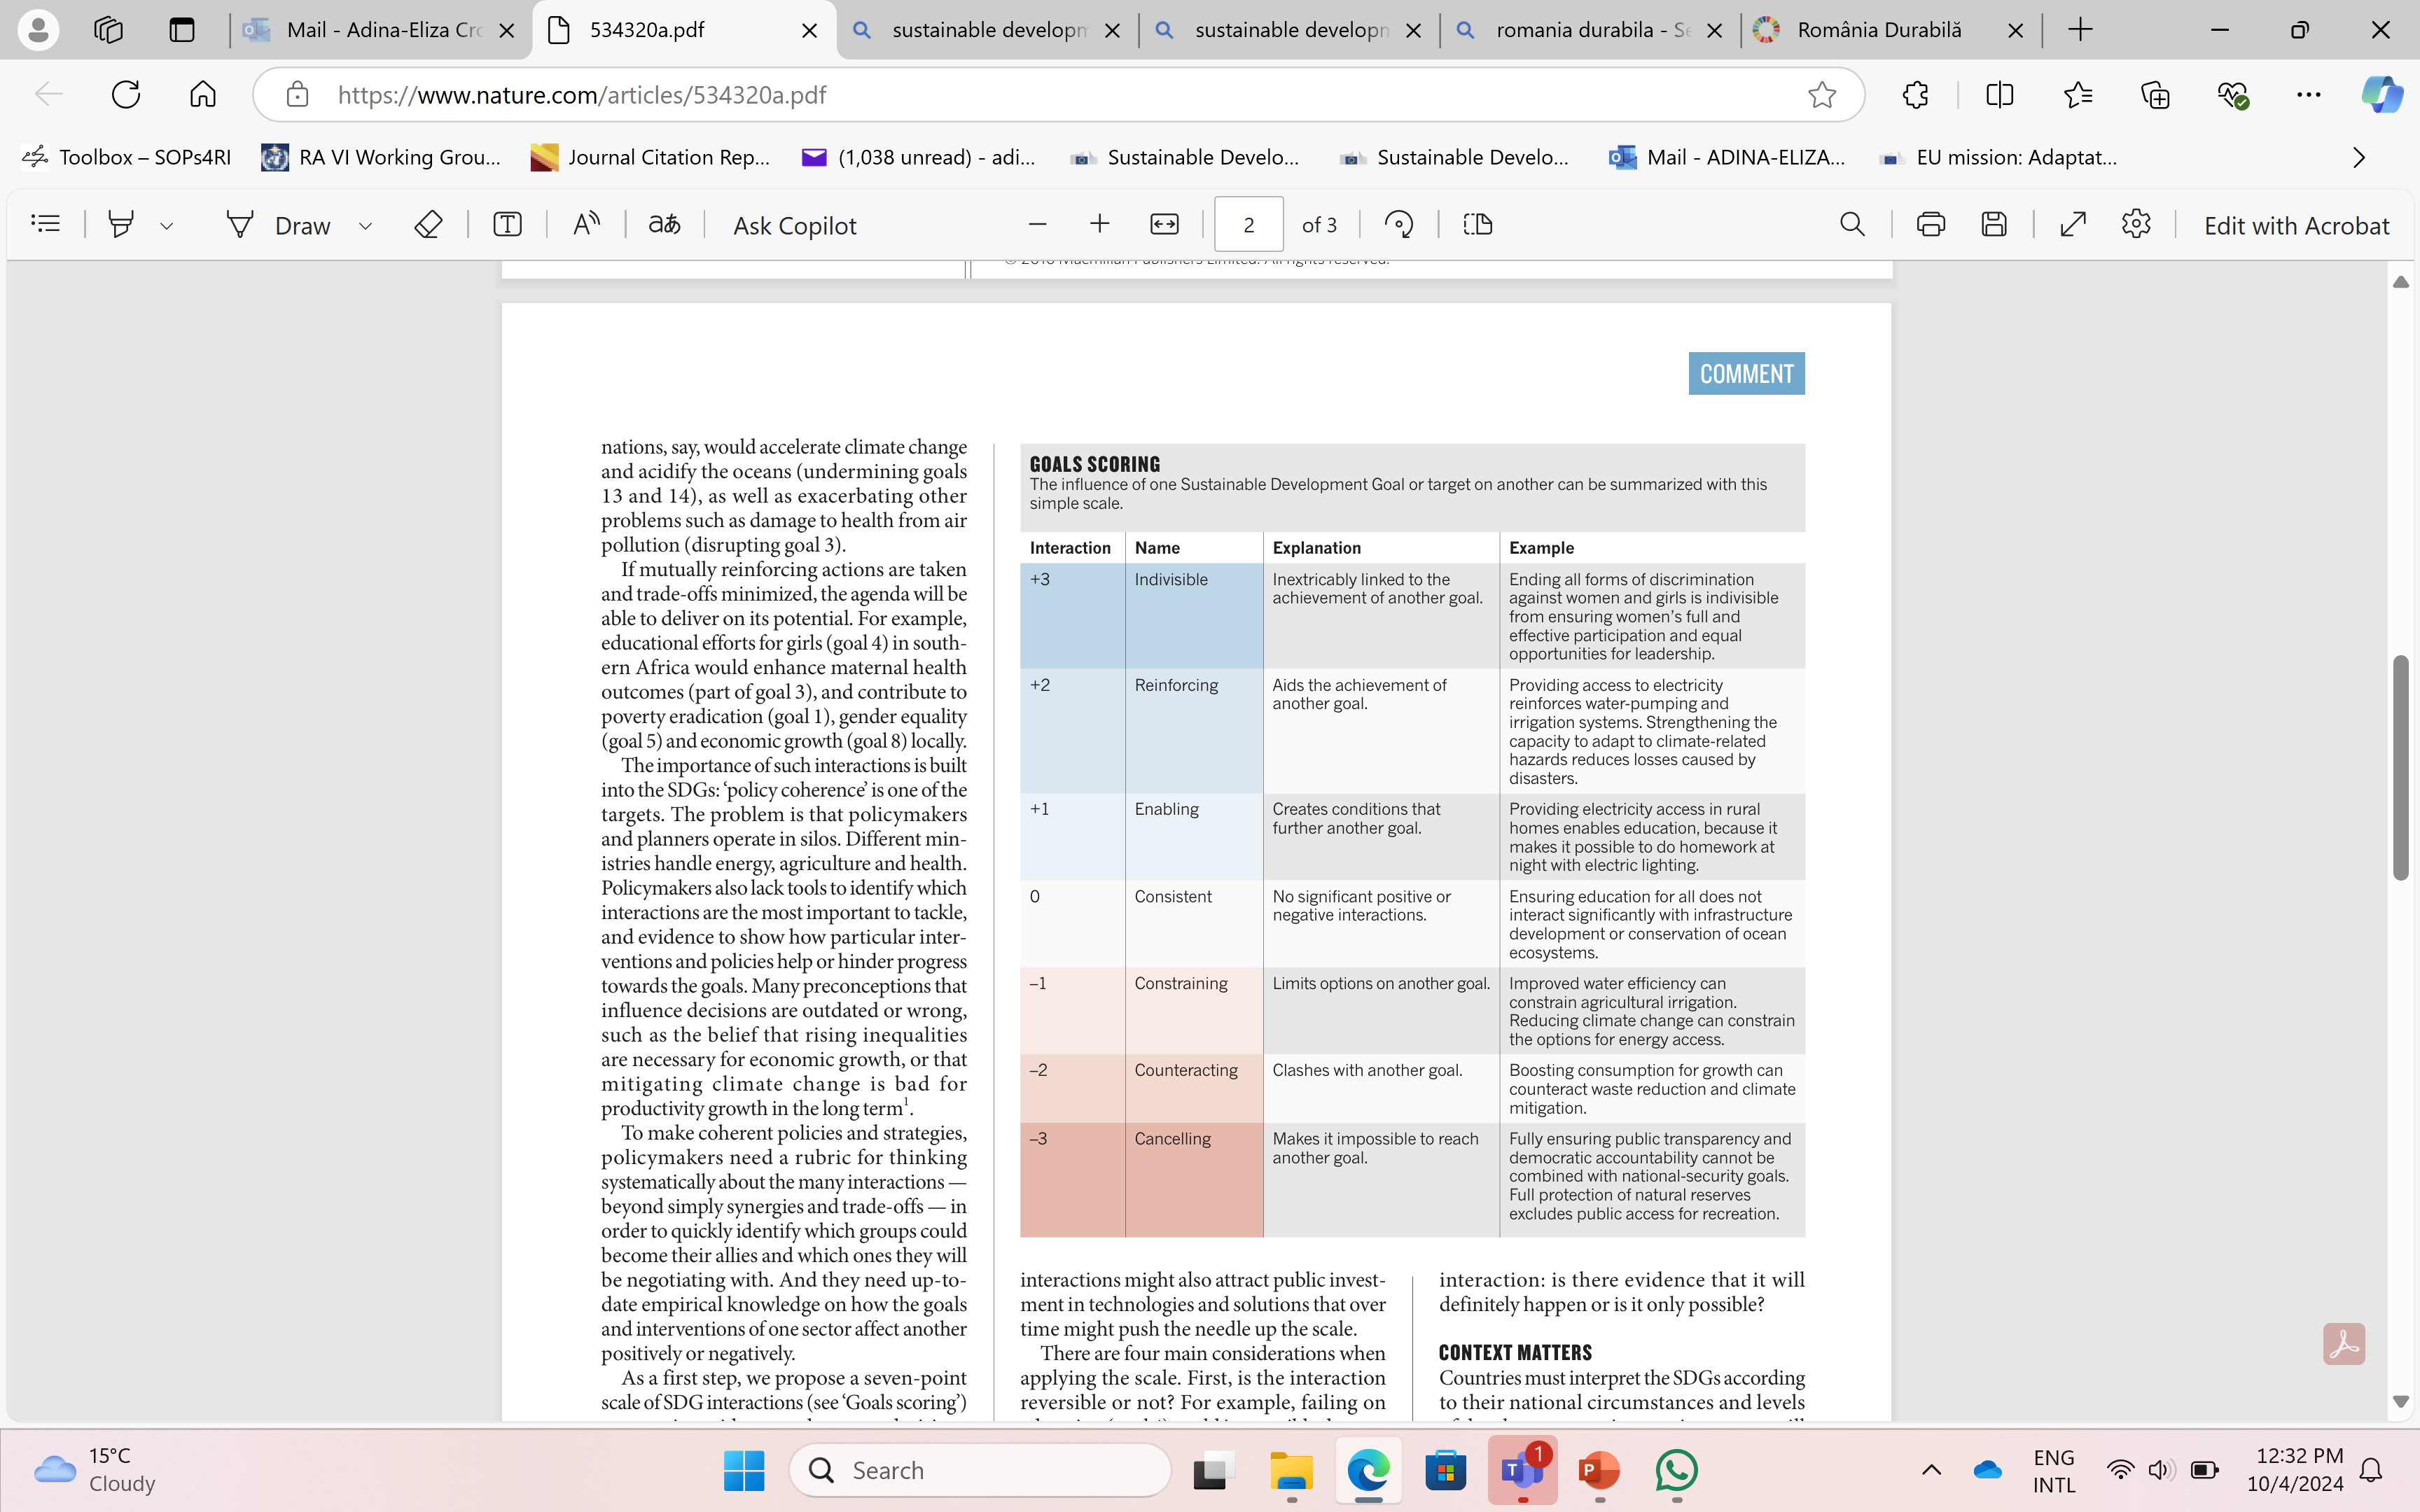 Mail - Adina-Eliza Cro
534320a.pdf
sustainable developm
sustainable developm
romania durabila - Se
România Durabilă
https://www.nature.com/articles/534320a.pdf
Toolbox – SOPs4RI
RA VI Working Grou...
Journal Citation Rep...
(1,038 unread) - adi...
Sustainable Develo...
Sustainable Develo...
Mail - ADINA-ELIZA...
EU mission: Adaptat...
Draw
Ask Copilot
2 of 3
Edit with Acrobat
COMMENT
nations, say, would accelerate climate change
and acidify the oceans (undermining goals
13 and 14), as well as exacerbating other
problems such as damage to health from air
pollution (disrupting goal 3).
If mutually reinforcing actions are taken
and trade-offs minimized, the agenda will be
able to deliver on its potential. For example,
educational efforts for girls (goal 4) in south-
ern Africa would enhance maternal health
outcomes (part of goal 3), and contribute to
poverty eradication (goal 1), gender equality
(goal 5) and economic growth (goal 8) locally.
The importance of such interactions is built
into the SDGs: ‘policy coherence’ is one of the
targets. The problem is that policymakers
and planners operate in silos. Different min-
istries handle energy, agriculture and health.
Policymakers also lack tools to identify which
interactions are the most important to tackle,
and evidence to show how particular inter-
ventions and policies help or hinder progress
towards the goals. Many preconceptions that
influence decisions are outdated or wrong,
such as the belief that rising inequalities
are necessary for economic growth, or that
mitigating climate change is bad for
productivity growth in the long term¹.
To make coherent policies and strategies,
policymakers need a rubric for thinking
systematically about the many interactions —
beyond simply synergies and trade-offs — in
order to quickly identify which groups could
become their allies and which ones they will
be negotiating with. And they need up-to-
date empirical knowledge on how the goals
and interventions of one sector affect another
positively or negatively.
As a first step, we propose a seven-point
scale of SDG interactions (see ‘Goals scoring’)
GOALS SCORING
The influence of one Sustainable Development Goal or target on another can be summarized with this
simple scale.
Interaction Name Explanation Example
+3 Indivisible
Inextricably linked to the
achievement of another goal.
Ending all forms of discrimination
against women and girls is indivisible
from ensuring women’s full and
effective participation and equal
opportunities for leadership.
+2 Reinforcing
Aids the achievement of
another goal.
Providing access to electricity
reinforces water-pumping and
irrigation systems. Strengthening the
capacity to adapt to climate-related
hazards reduces losses caused by
disasters.
+1 Enabling
Creates conditions that
further another goal.
Providing electricity access in rural
homes enables education, because it
makes it possible to do homework at
night with electric lighting.
0 Consistent
No significant positive or
negative interactions.
Ensuring education for all does not
interact significantly with infrastructure
development or conservation of ocean
ecosystems.
–1 Constraining
Limits options on another goal.
Improved water efficiency can
constrain agricultural irrigation.
Reducing climate change can constrain
the options for energy access.
–2 Counteracting
Clashes with another goal.
Boosting consumption for growth can
counteract waste reduction and climate
mitigation.
–3 Cancelling
Makes it impossible to reach
another goal.
Fully ensuring public transparency and
democratic accountability cannot be
combined with national-security goals.
Full protection of natural reserves
excludes public access for recreation.
interactions might also attract public invest-
ment in technologies and solutions that over
time might push the needle up the scale.
There are four main considerations when
applying the scale. First, is the interaction
reversible or not? For example, failing on
interaction: is there evidence that it will
definitely happen or is it only possible?
CONTEXT MATTERS
Countries must interpret the SDGs according
to their national circumstances and levels
15°C
Cloudy
Search
1
ENG
INTL
12:32 PM
10/4/2024